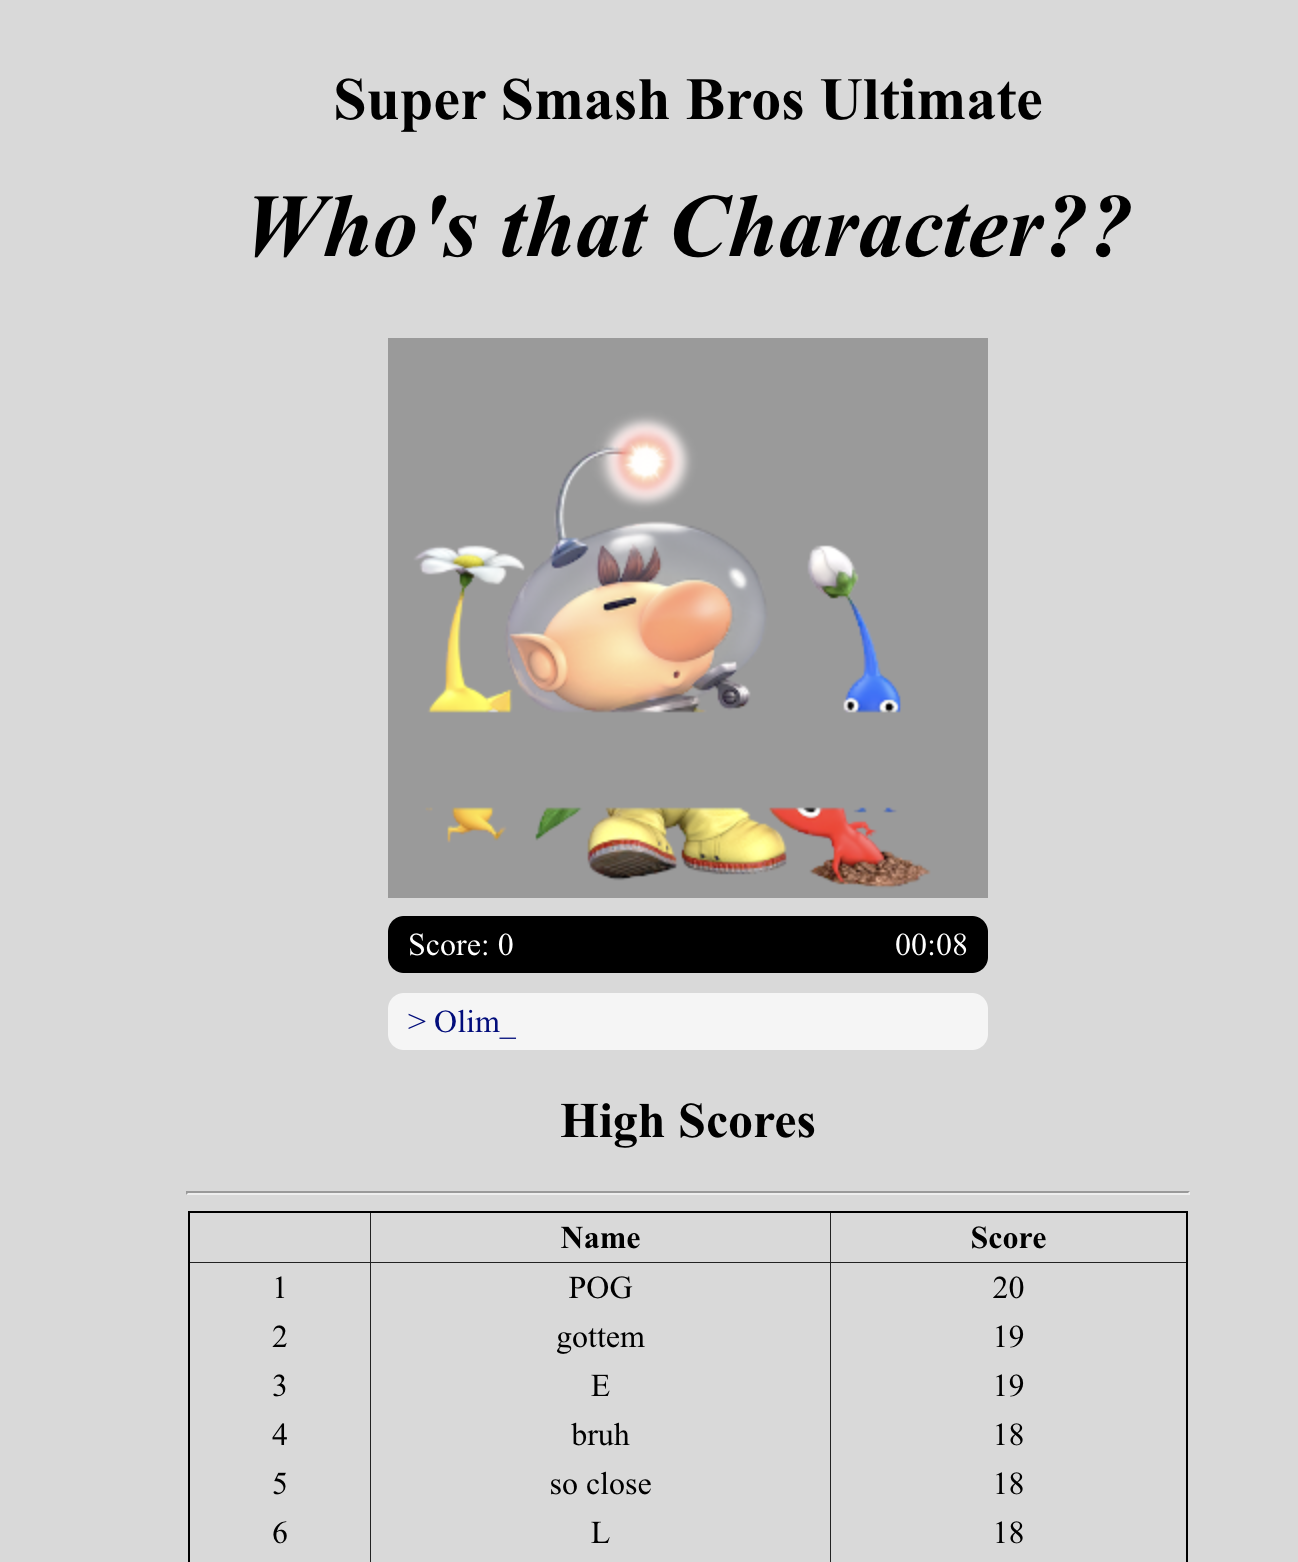 Super Smash Bros Ultimate
Who's that Character??
Score: 0 00:08
> Olim_
High Scores
Name Score
1 POG 20
2 gottem 19
3 E 19
4 bruh 18
5 so close 18
6 L 18